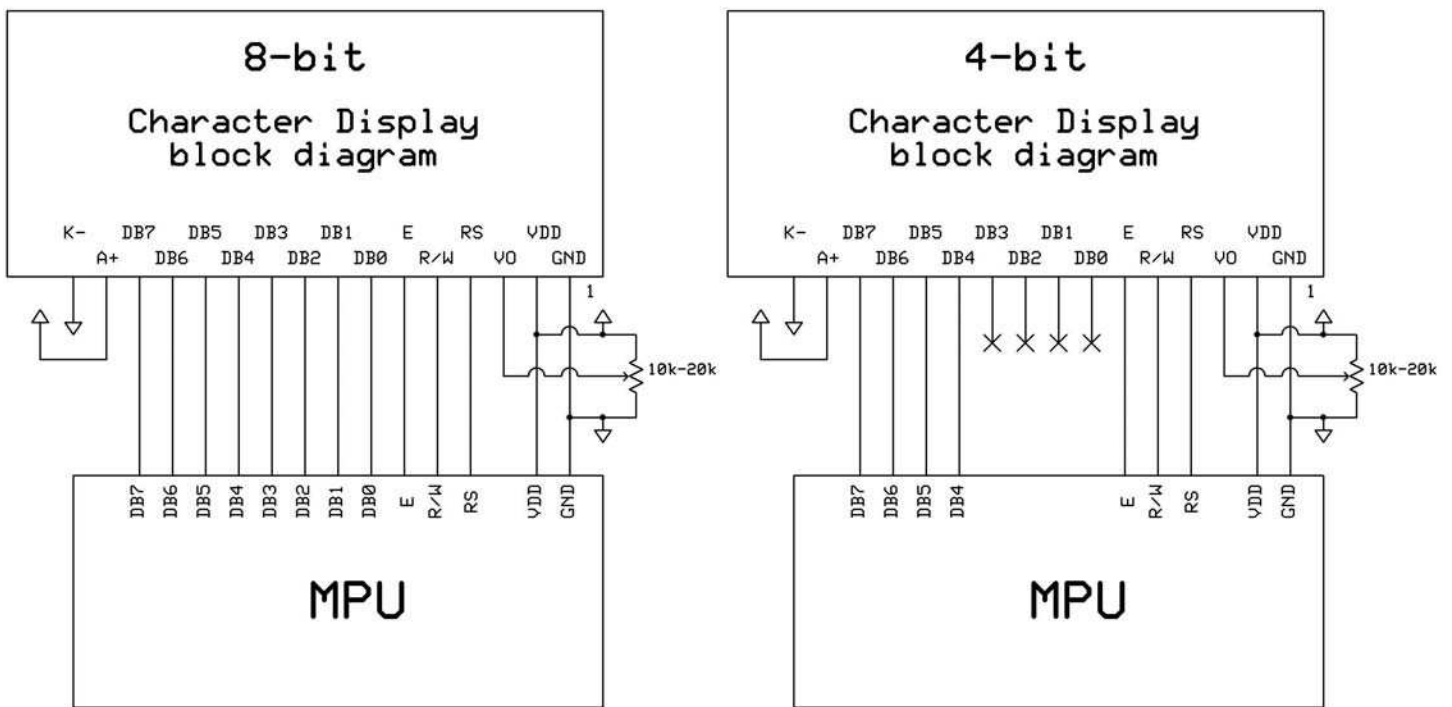 8-bit
Character Display
block diagram
K- DB7 DB5 DB3 DB1 E RS VDD
A+ DB6 DB4 DB2 DB0 R/W VO GND
1
10k-20k
DB7 DB6 DB5 DB4 DB3 DB2 DB1 DB0 E R/W RS VDD GND
MPU
4-bit
Character Display
block diagram
K- DB7 DB5 DB3 DB1 E RS VDD
A+ DB6 DB4 DB2 DB0 R/W VO GND
1
10k-20k
DB7 DB6 DB5 DB4 E R/W RS VDD GND
MPU